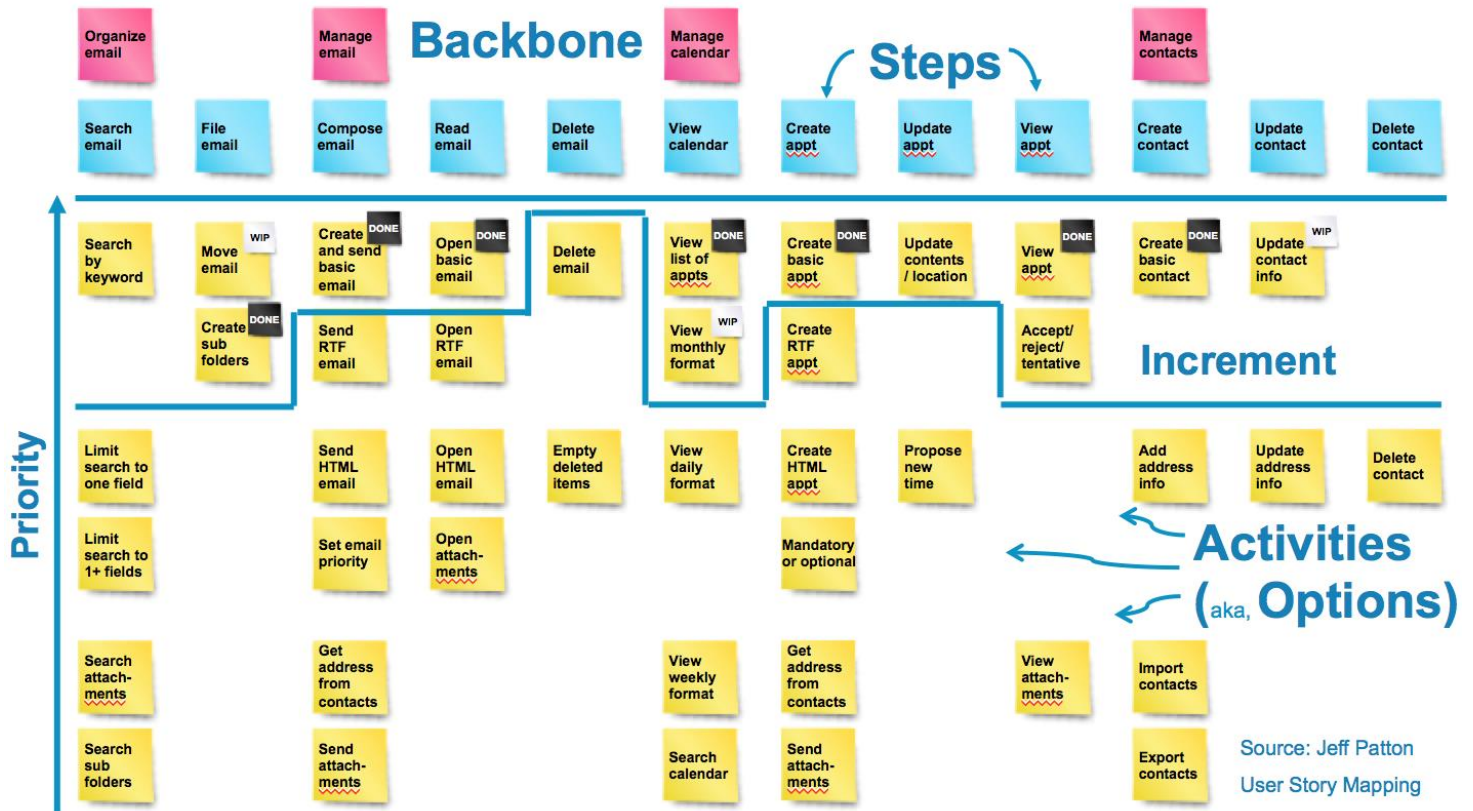 Organize
email
Manage
email
Backbone
Manage
calendar
Steps
Manage
contacts
Search
email
File
email
Compose
email
Read
email
Delete
email
View
calendar
Create
appt
Update
appt
View
appt
Create
contact
Update
contact
Delete
contact
Priority
Search
by
keyword
Move
email
WIP
Create
and send
basic
email
DONE
Open
basic
email
DONE
Delete
email
View
list of
appts
DONE
Create
basic
appt
DONE
Update
contents
/ location
View
appt
DONE
Create
basic
contact
DONE
Update
contact
info
WIP
Create
sub
folders
DONE
Send
RTF
email
Open
RTF
email
View
monthly
format
WIP
Create
RTF
appt
Accept/
reject/
tentative
Increment
Limit
search to
one field
Send
HTML
email
Open
HTML
email
Empty
deleted
items
View
daily
format
Create
HTML
appt
Propose
new
time
Add
address
info
Update
address
info
Delete
contact
Limit
search to
1+ fields
Set email
priority
Open
attach-
ments
Mandatory
or optional
Activities
(aka, Options)
Search
attach-
ments
Get
address
from
contacts
View
weekly
format
Get
address
from
contacts
View
attach-
ments
Import
contacts
Search
sub
folders
Send
attach-
ments
Search
calendar
Send
attach-
ments
Export
contacts
Source: Jeff Patton
User Story Mapping